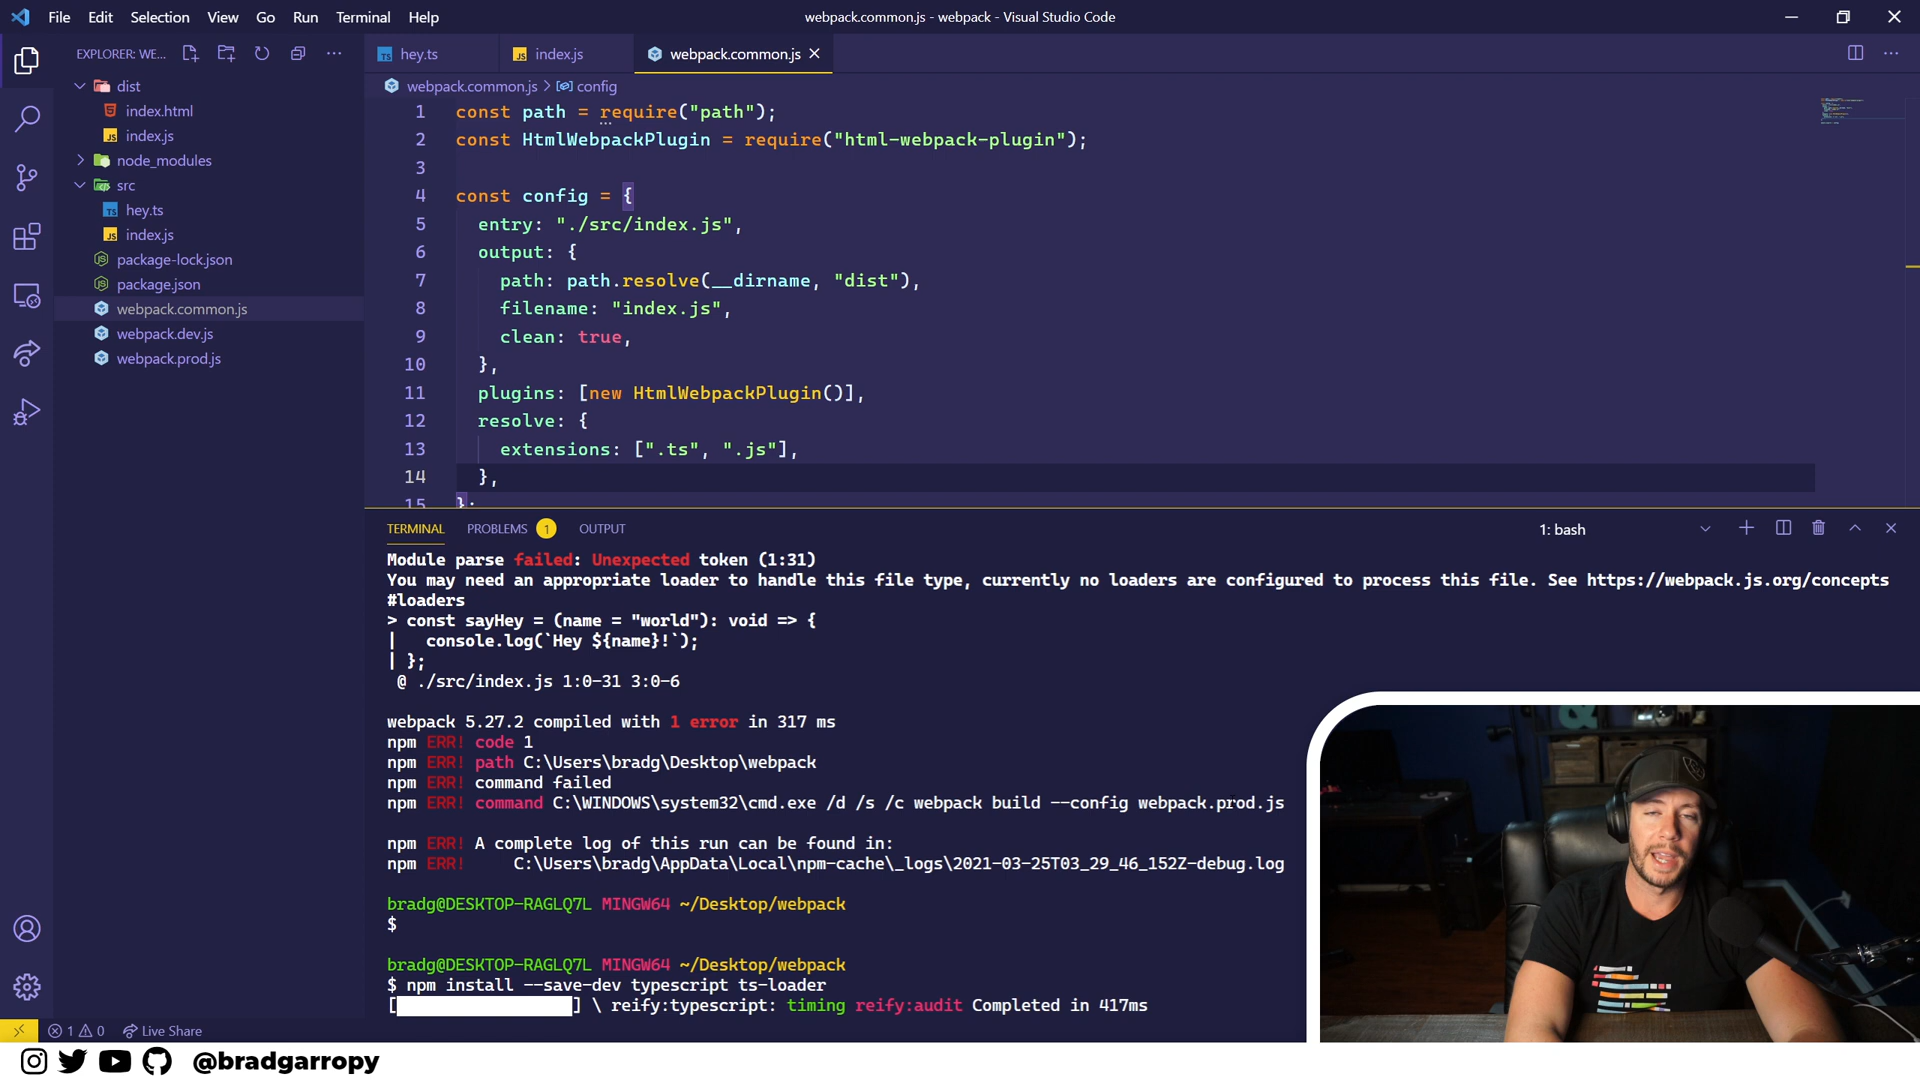 File Edit Selection View Go Run Terminal Help
webpack.common.js - webpack - Visual Studio Code
EXPLORER: WE...
dist
index.html
index.js
node_modules
src
hey.ts
index.js
package-lock.json
package.json
webpack.common.js
webpack.dev.js
webpack.prod.js
hey.ts
index.js
webpack.common.js
webpack.common.js > config
1 const path = require("path");
2 const HtmlWebpackPlugin = require("html-webpack-plugin");
3
4 const config = {
5 entry: "./src/index.js",
6 output: {
7 path: path.resolve(__dirname, "dist"),
8 filename: "index.js",
9 clean: true,
10 },
11 plugins: [new HtmlWebpackPlugin()],
12 resolve: {
13 extensions: [".ts", ".js"],
14 },
15 };
TERMINAL PROBLEMS 1 OUTPUT
1: bash
Module parse failed: Unexpected token (1:31)
You may need an appropriate loader to handle this file type, currently no loaders are configured to process this file. See https://webpack.js.org/concepts
#loaders
> const sayHey = (name = "world"): void => {
| console.log(`Hey ${name}!`);
| };
@ ./src/index.js 1:0-31 3:0-6
webpack 5.27.2 compiled with 1 error in 317 ms
npm ERR! code 1
npm ERR! path C:\Users\bradg\Desktop\webpack
npm ERR! command failed
npm ERR! command C:\WINDOWS\system32\cmd.exe /d /s /c webpack build --config webpack.prod.js
npm ERR! A complete log of this run can be found in:
npm ERR! C:\Users\bradg\AppData\Local\npm-cache\_logs\2021-03-25T03_29_46_152Z-debug.log
bradg@DESKTOP-RAGLQ7L MINGW64 ~/Desktop/webpack
$
bradg@DESKTOP-RAGLQ7L MINGW64 ~/Desktop/webpack
$ npm install --save-dev typescript ts-loader
[ ] \ reify:typescript: timing reify:audit Completed in 417ms
1 0 Live Share
@bradgarropy